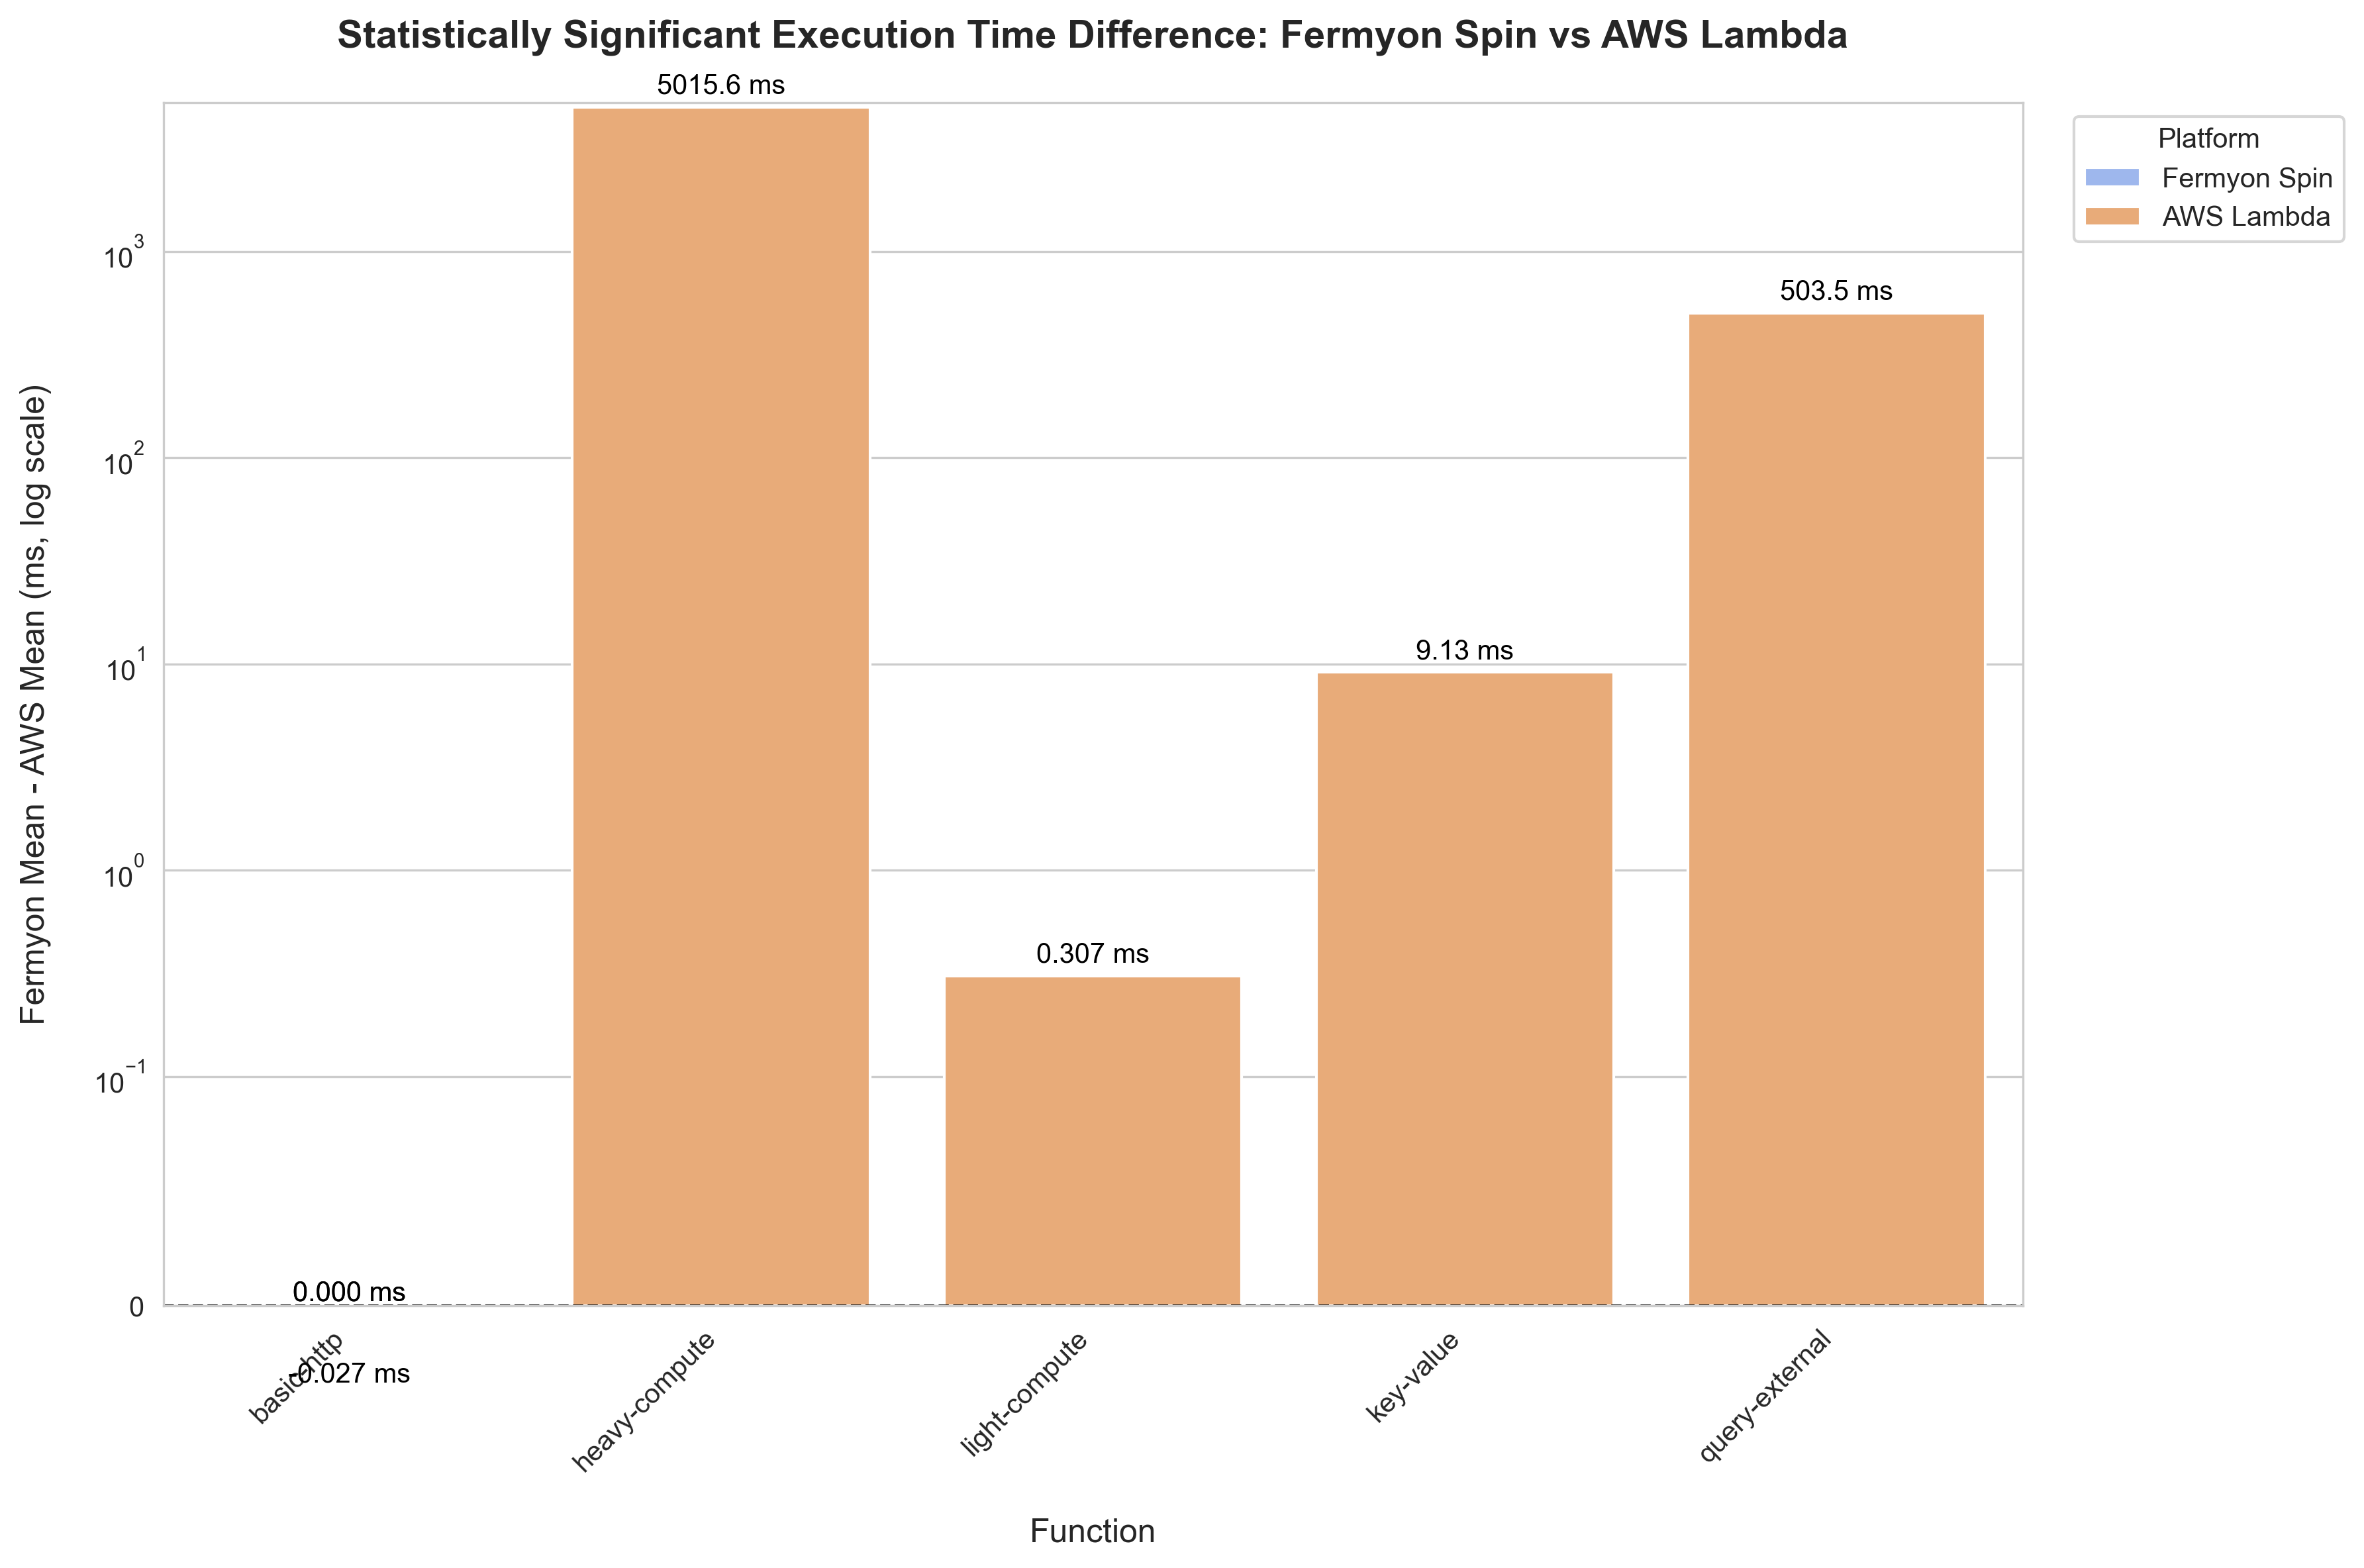 Statistically Significant Execution Time Difference: Fermyon Spin vs AWS Lambda
5015.6 ms
Platform
Fermyon Spin
AWS Lambda
10³
503.5 ms
10²
Fermyon Mean - AWS Mean (ms, log scale)
9.13 ms
10¹
10⁰
0.307 ms
10⁻¹
0.000 ms
0
-0.027 ms
basic-http
heavy-compute
light-compute
key-value
query-external
Function